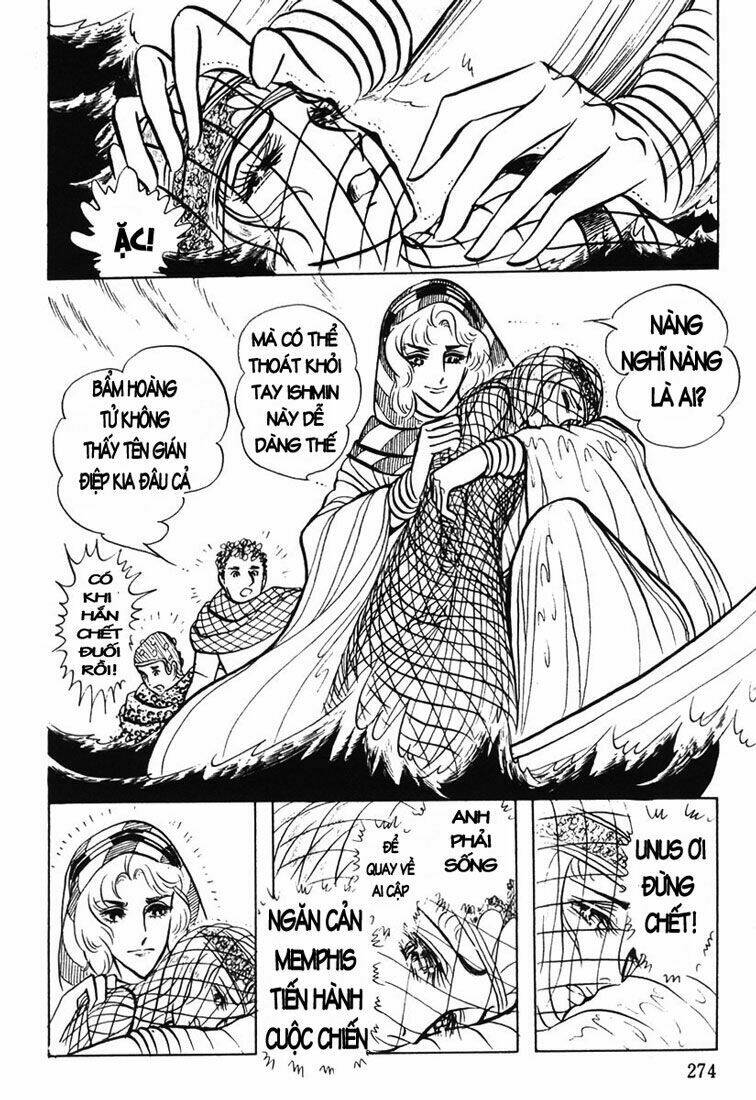 ẶC!
NÀNG
NGHĨ NÀNG
LÀ AI?
MÀ CÓ THỂ
THOÁT KHỎI
TAY ISHMIN
NÀY DỄ
DÀNG THẾ
BẨM HOÀNG
TỬ KHÔNG
THẤY TÊN GIÁN
ĐIỆP KIA ĐÂU CẢ
CÓ
KHI
HẮN
CHẾT
ĐUỐI
RỒI!
UNUS ƠI
ĐỪNG
CHẾT!
ANH
PHẢI
SỐNG
ĐỂ
QUAY VỀ
AI CẬP
NGĂN CẢN
MEMPHIS
TIẾN HÀNH
CUỘC CHIẾN
274